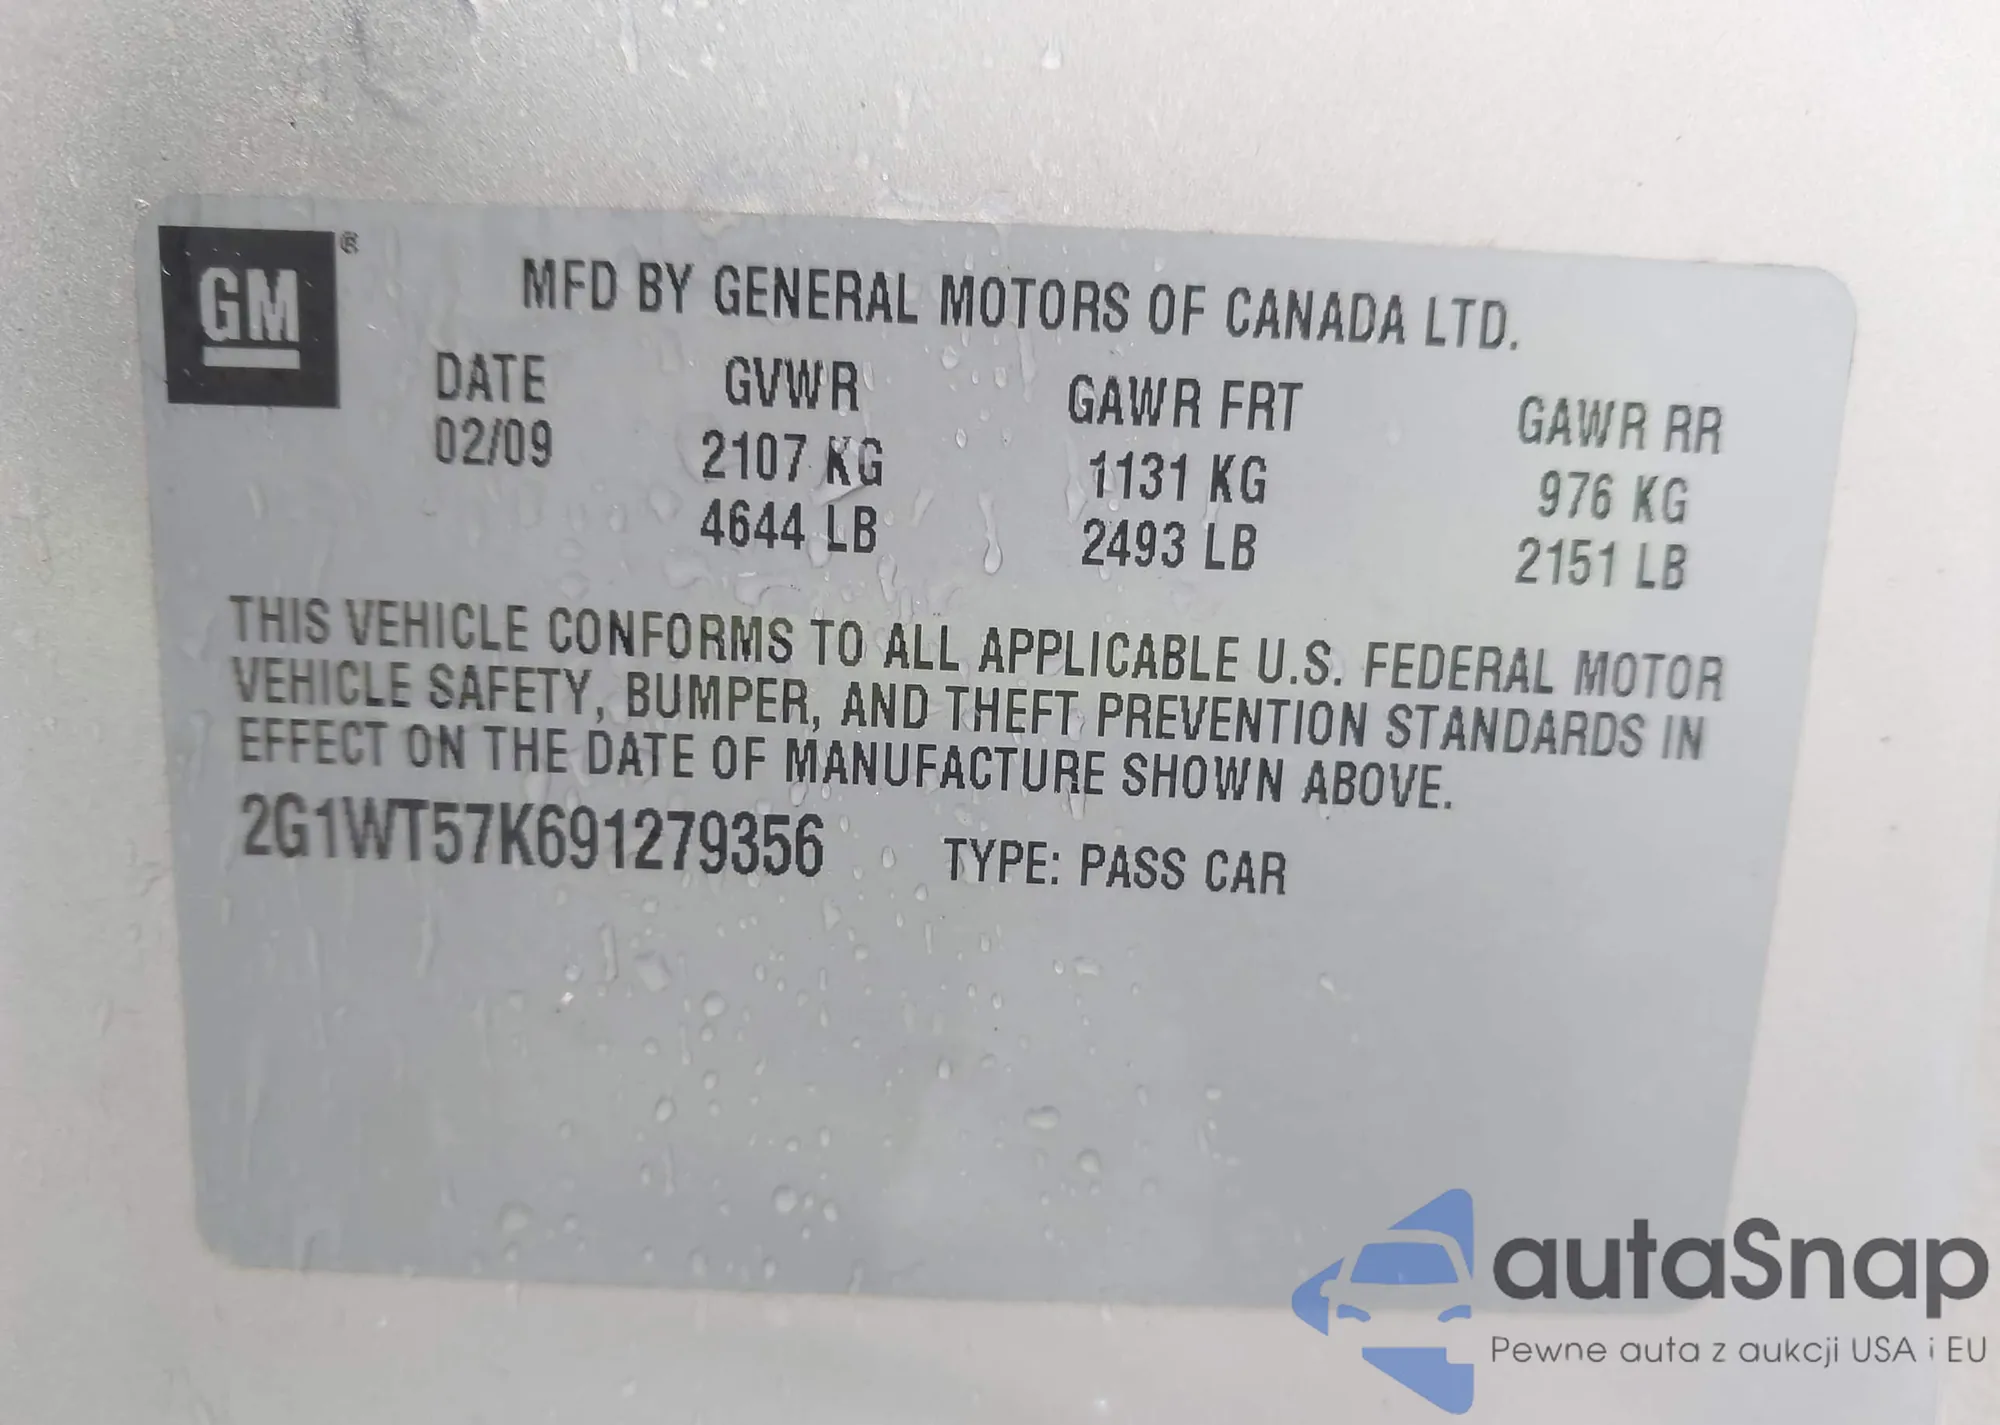 GM ®
MFD BY GENERAL MOTORS OF CANADA LTD.
DATE GVWR GAWR FRT GAWR RR
02/09 2107 KG 1131 KG 976 KG
4644 LB 2493 LB 2151 LB
THIS VEHICLE CONFORMS TO ALL APPLICABLE U.S. FEDERAL MOTOR
VEHICLE SAFETY, BUMPER, AND THEFT PREVENTION STANDARDS IN
EFFECT ON THE DATE OF MANUFACTURE SHOWN ABOVE.
2G1WT57K691279356 TYPE: PASS CAR
autaSnap
Pewne auta z aukcji USA i EU